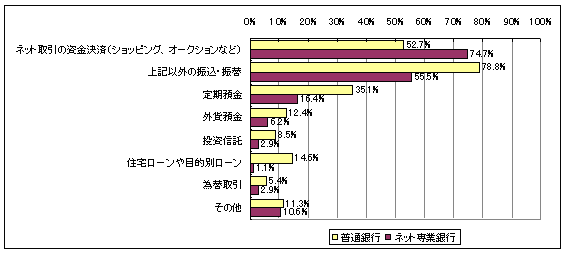 0% 10% 20% 30% 40% 50% 60% 70% 80% 90% 100%
ネット取引の資金決済(ショッピング、オークションなど) 52.7% 74.7%
上記以外の振込・振替 78.8% 55.5%
定期預金 35.1% 16.4%
外貨預金 12.4% 6.2%
投資信託 8.5% 2.9%
住宅ローンや目的別ローン 14.6% 1.1%
為替取引 5.4% 2.9%
その他 11.3% 10.6%
普通銀行 ネット専業銀行